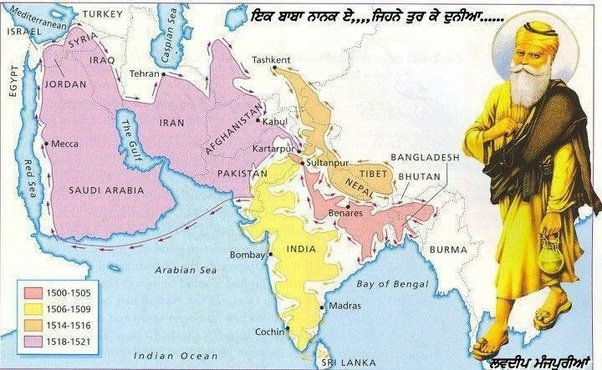 ਇਕ ਬਾਬਾ ਨਾਨਕ ਏ,,,,ਜਿਹਨੇ ਤੁਰ ਕੇ ਦੁਨੀਆ......
Mediterranean
TURKEY
Caspian Sea
ISRAEL
SYRIA
IRAQ
Tehran
Tashkent
EGYPT
JORDAN
IRAN
AFGHANISTAN
Kabul
The Gulf
Mecca
Kartarpur
Sultanpur
BANGLADESH
TIBET
BHUTAN
NEPAL
PAKISTAN
Red Sea
SAUDI ARABIA
Benares
INDIA
BURMA
Bombay
Arabian Sea
Bay of Bengal
1500-1505
1506-1509
1514-1516
1518-1521
Madras
Cochin
Indian Ocean
SRI LANKA
ਲਵਦੀਪ ਮੰਜਪੁਰੀਆਂ